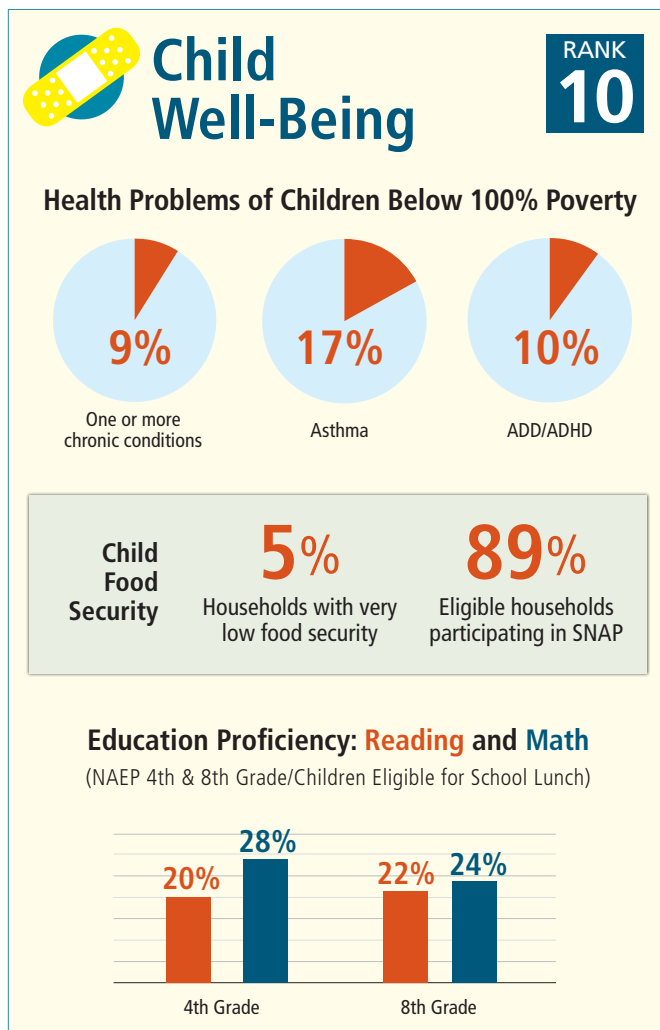 Child
Well-Being
RANK
10
Health Problems of Children Below 100% Poverty
9%
17%
10%
One or more
chronic conditions
Asthma
ADD/ADHD
Child
Food
Security
5%
Households with very
low food security
89%
Eligible households
participating in SNAP
Education Proficiency: Reading and Math
(NAEP 4th & 8th Grade/Children Eligible for School Lunch)
20%
28%
22%
24%
4th Grade
8th Grade